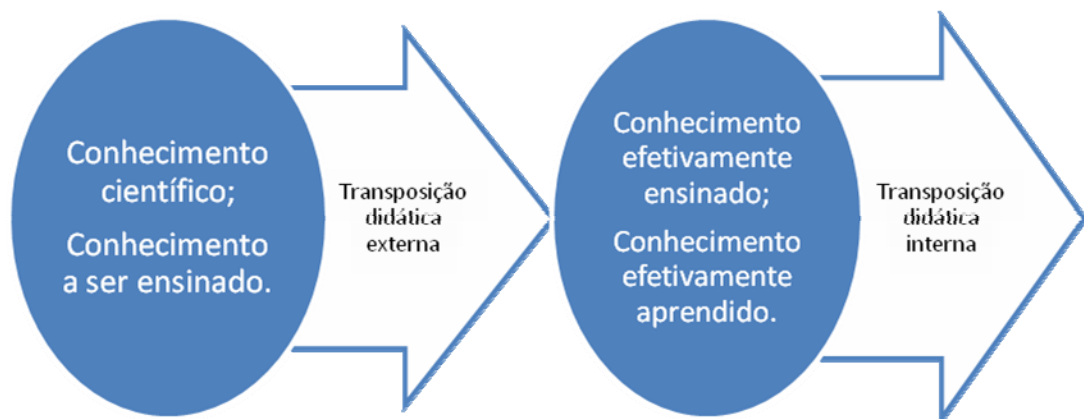 Conhecimento
científico;
Conhecimento
a ser ensinado.
Transposição
didática
externa
Conhecimento
efetivamente
ensinado;
Conhecimento
efetivamente
aprendido.
Transposição
didática
interna